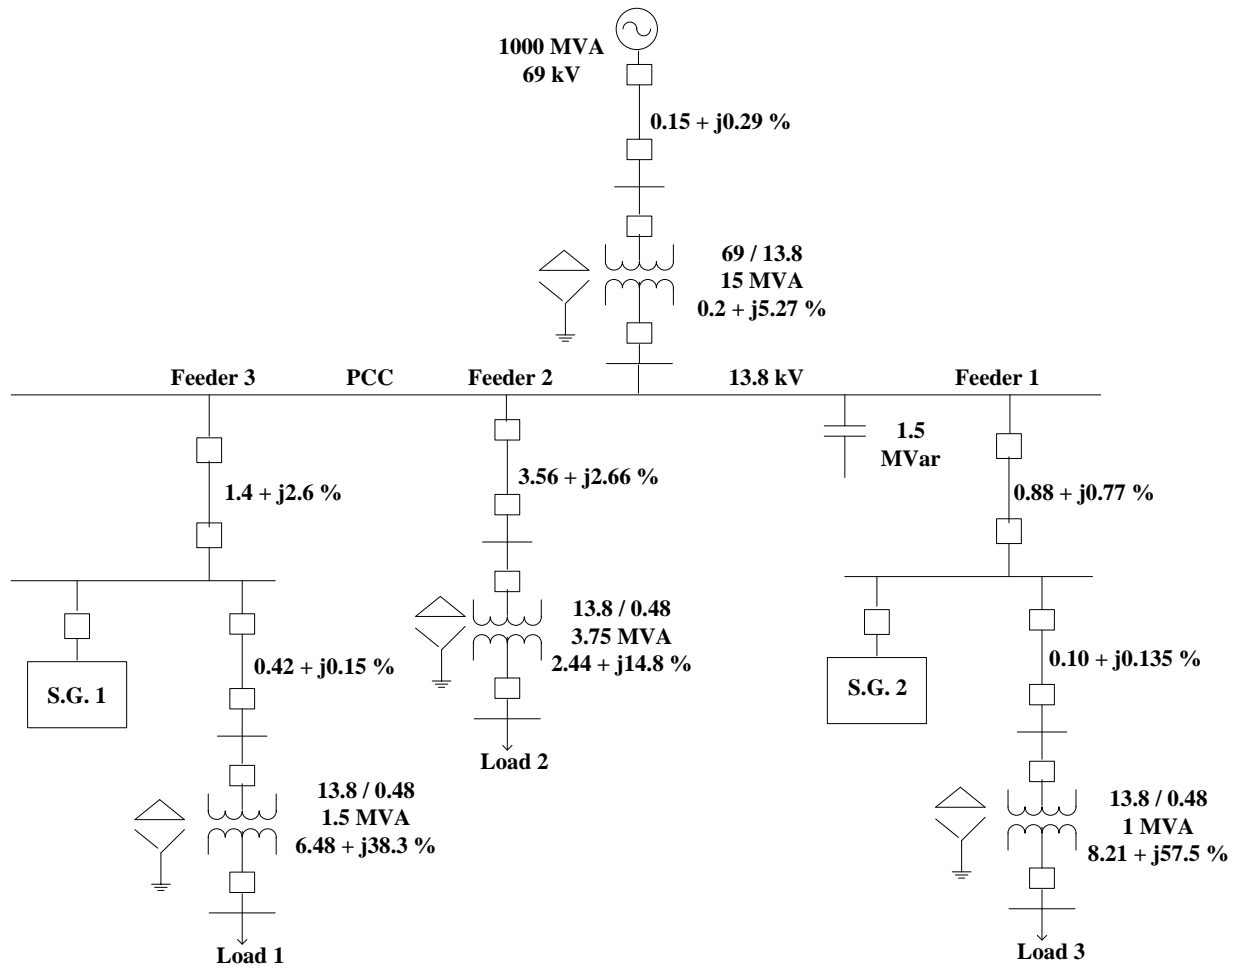 1000 MVA
69 kV
0.15 + j0.29 %
69 / 13.8
15 MVA
0.2 + j5.27 %
Feeder 3
PCC
Feeder 2
13.8 kV
Feeder 1
1.5
MVar
1.4 + j2.6 %
3.56 + j2.66 %
0.88 + j0.77 %
13.8 / 0.48
3.75 MVA
2.44 + j14.8 %
0.42 + j0.15 %
0.10 + j0.135 %
S.G. 1
S.G. 2
Load 2
13.8 / 0.48
1.5 MVA
6.48 + j38.3 %
13.8 / 0.48
1 MVA
8.21 + j57.5 %
Load 1
Load 3